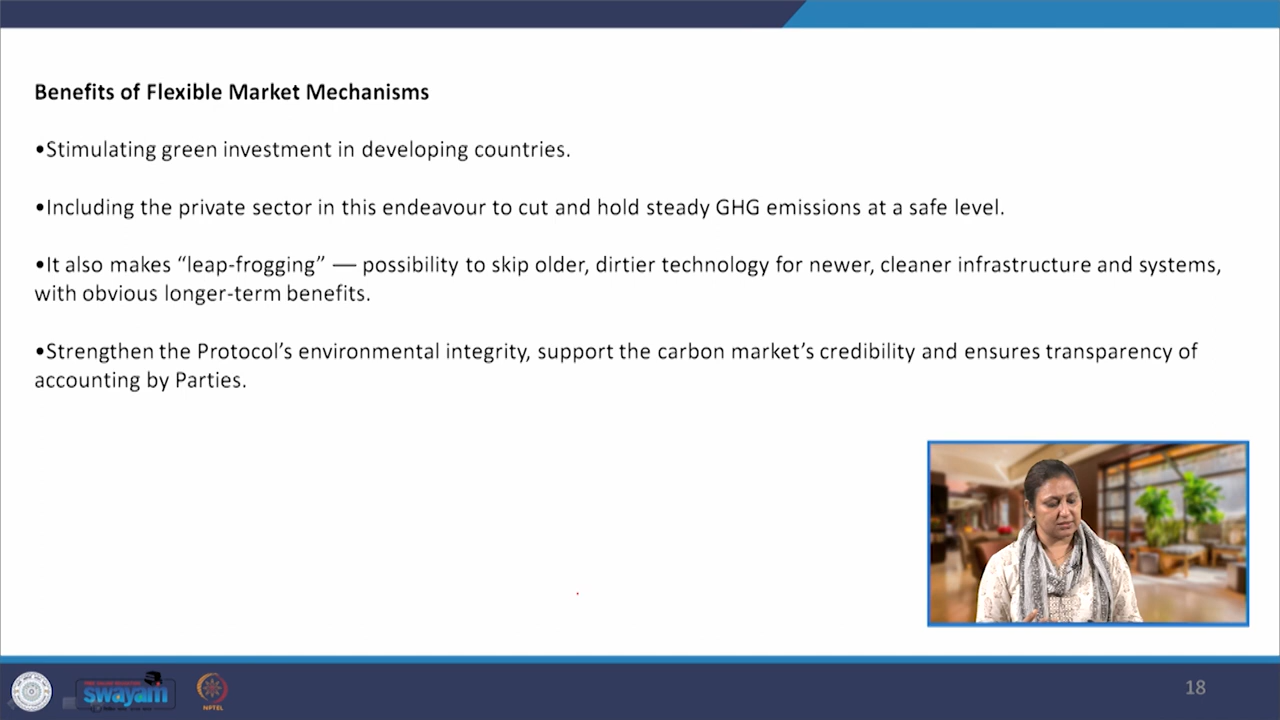 Benefits of Flexible Market Mechanisms
•Stimulating green investment in developing countries.
•Including the private sector in this endeavour to cut and hold steady GHG emissions at a safe level.
•It also makes “leap-frogging” — possibility to skip older, dirtier technology for newer, cleaner infrastructure and systems,
with obvious longer-term benefits.
•Strengthen the Protocol’s environmental integrity, support the carbon market’s credibility and ensures transparency of
accounting by Parties.
swayam
NPTEL
18